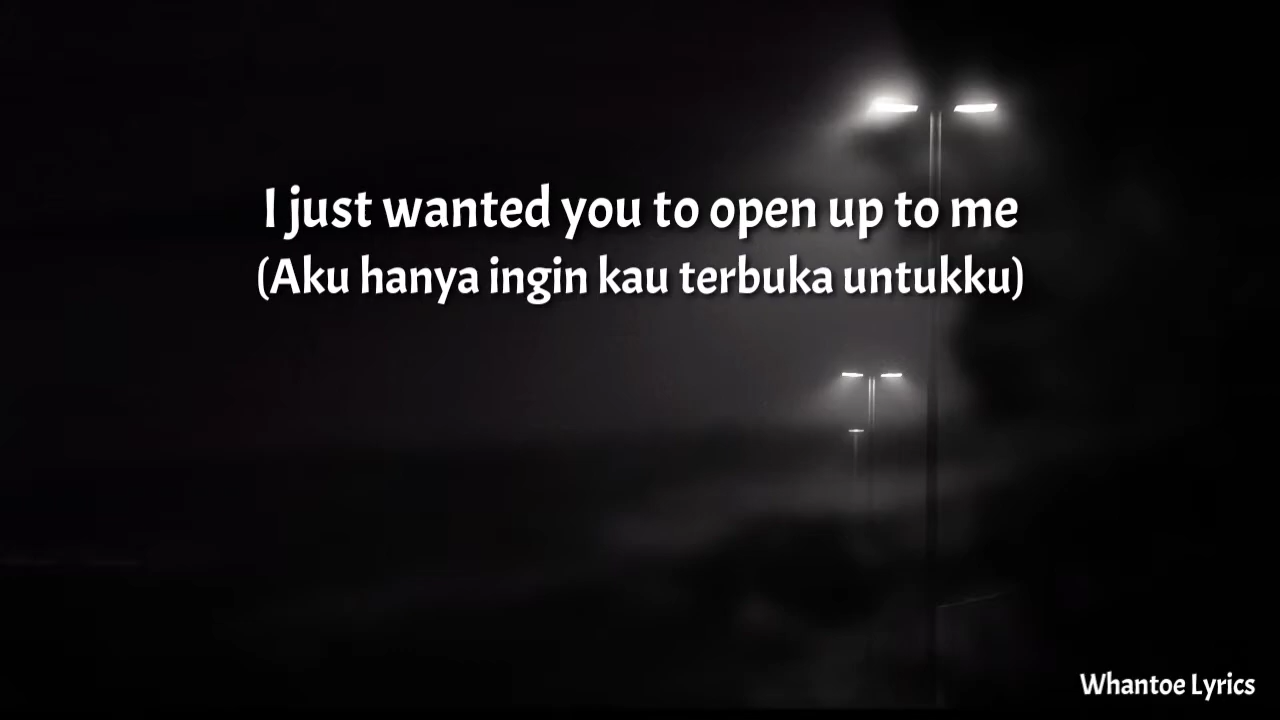 I just wanted you to open up to me
(Aku hanya ingin kau terbuka untukku)
Whantoe Lyrics